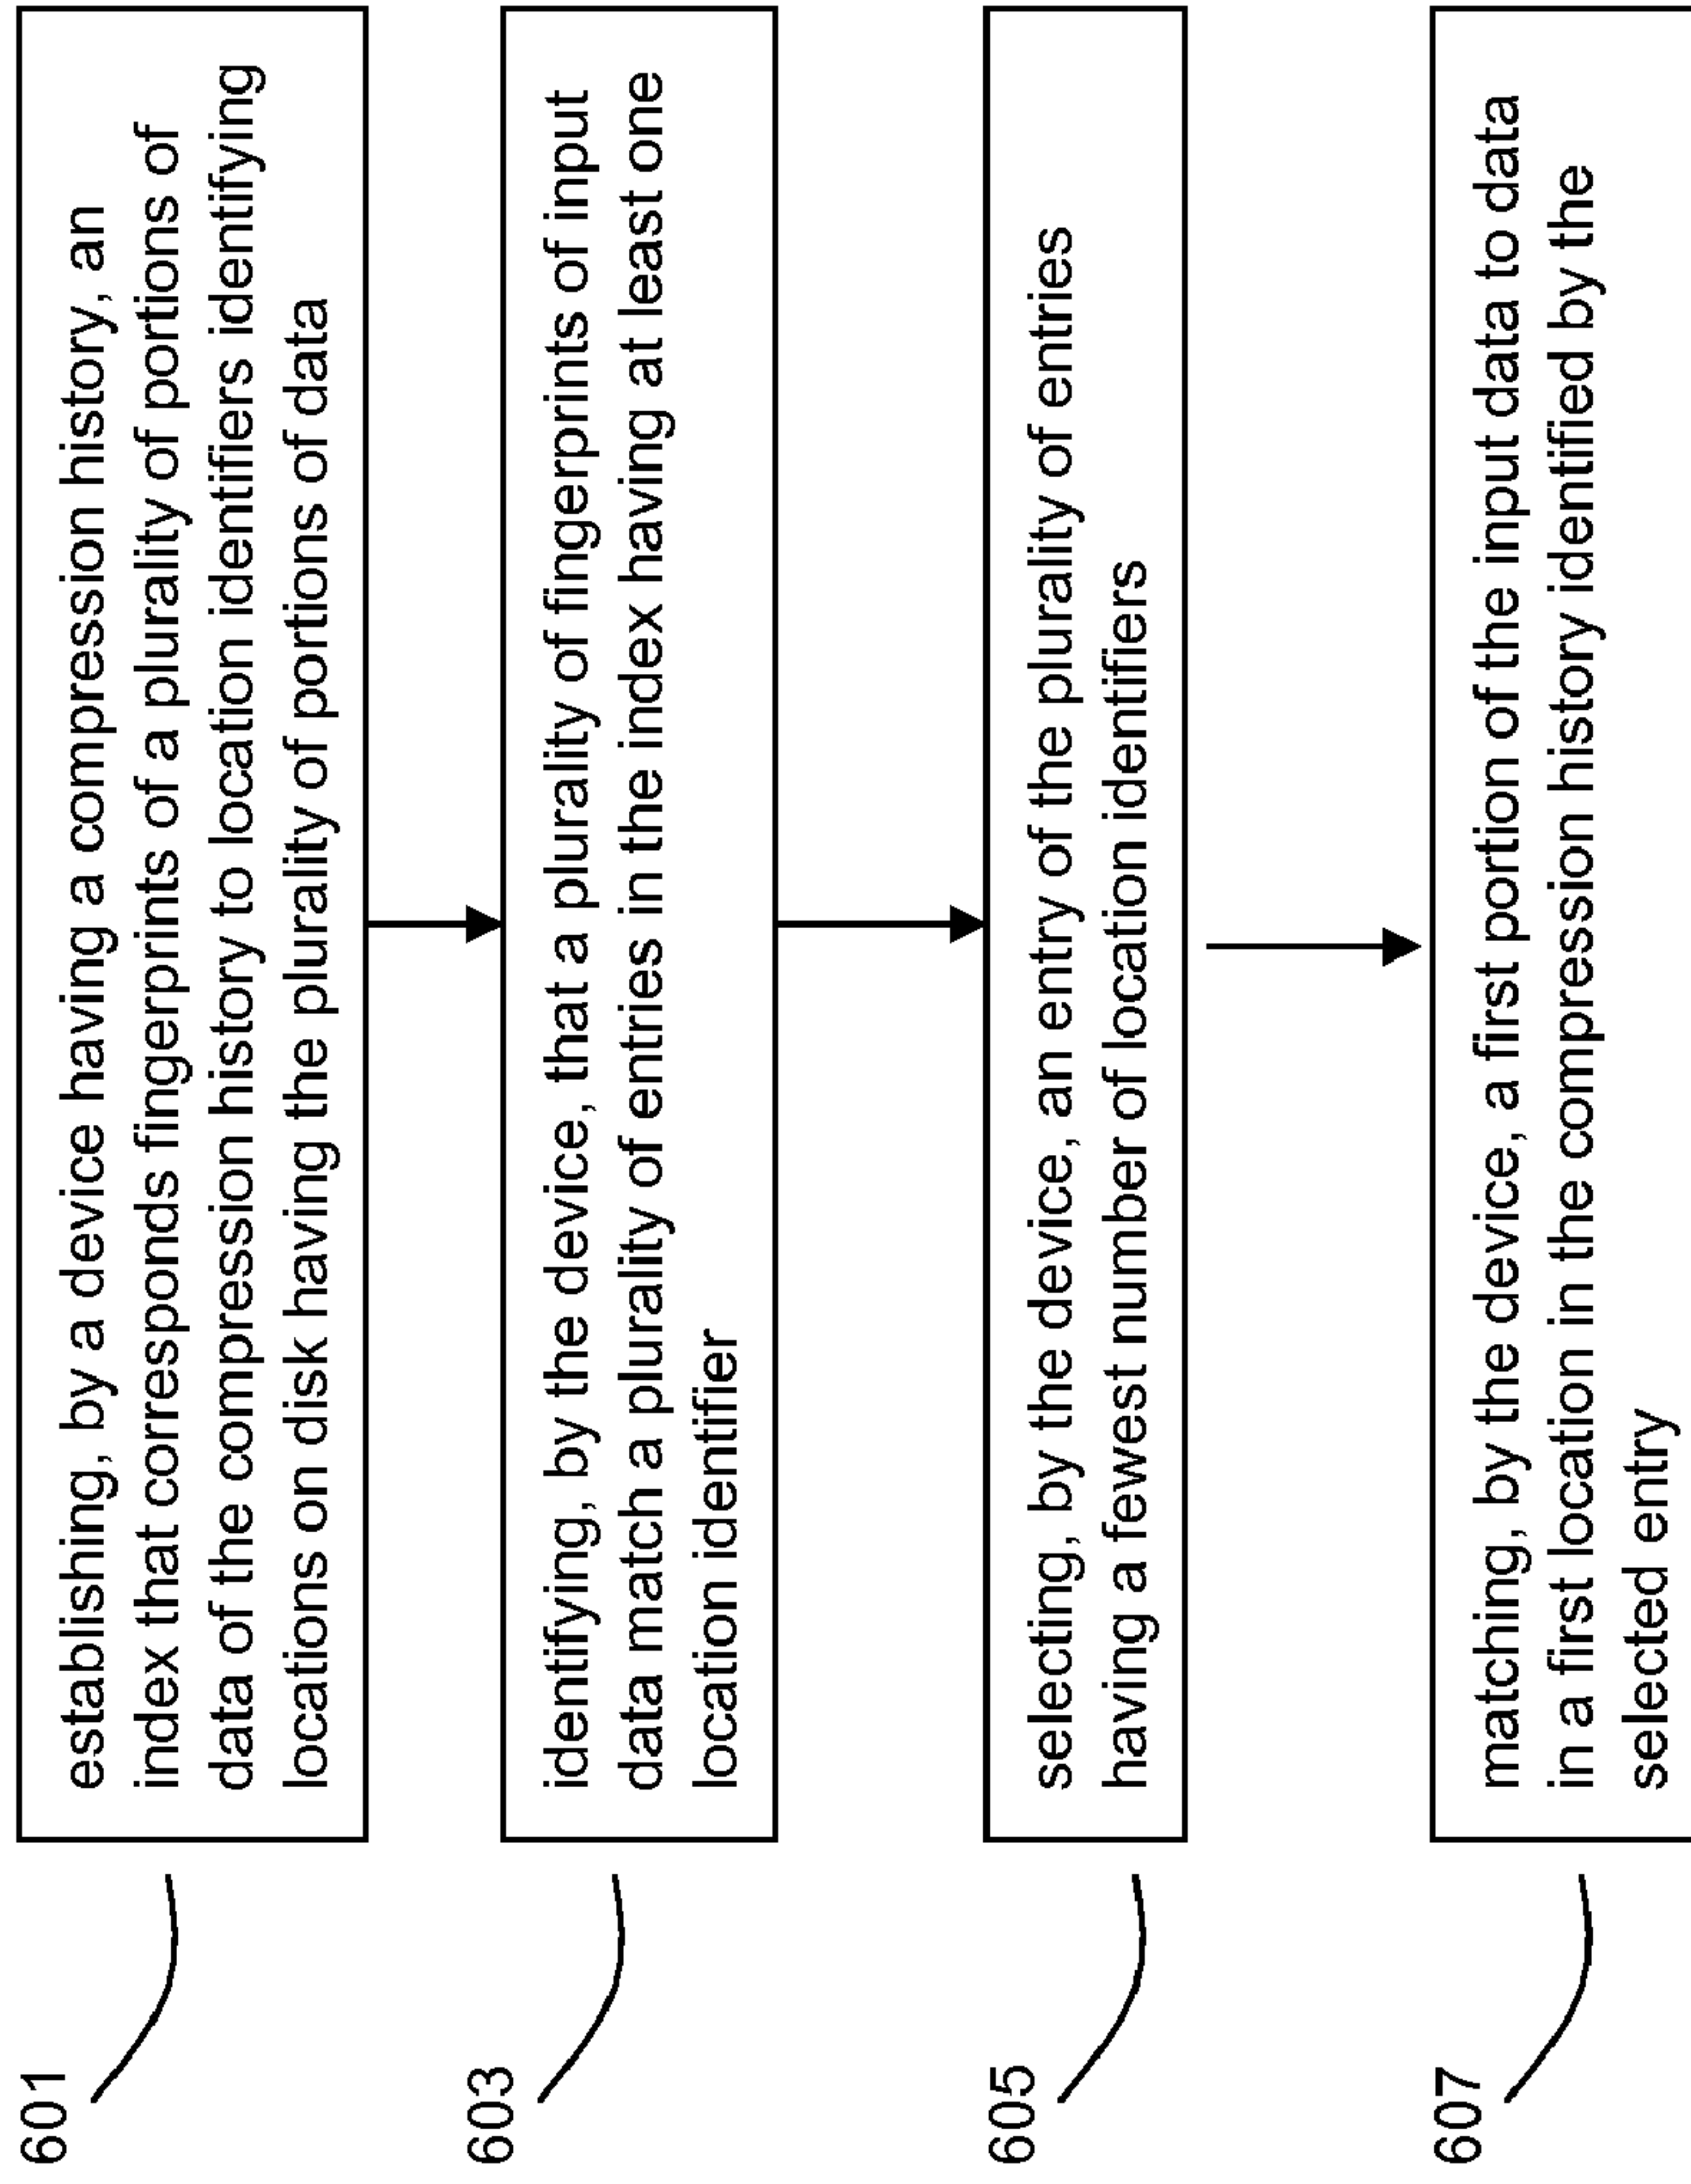 601
establishing, by a device having a compression history, an
index that corresponds fingerprints of a plurality of portions of
data of the compression history to location identifiers identifying
locations on disk having the plurality of portions of data
603
identifying, by the device, that a plurality of fingerprints of input
data match a plurality of entries in the index having at least one
location identifier
605
selecting, by the device, an entry of the plurality of entries
having a fewest number of location identifiers
607
matching, by the device, a first portion of the input data to data
in a first location in the compression history identified by the
selected entry